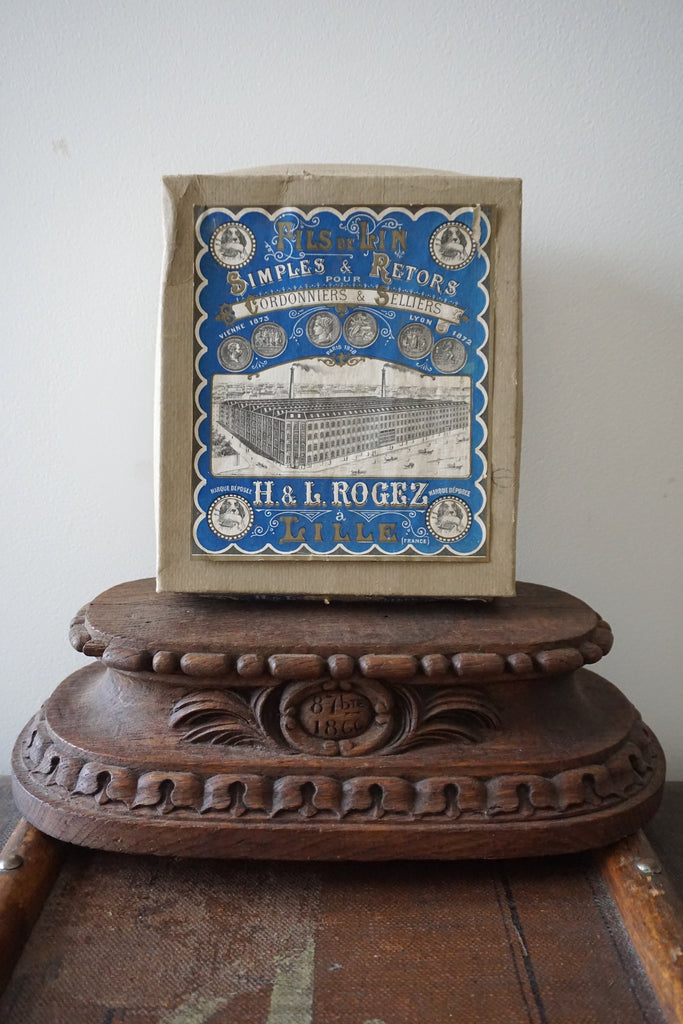 FILS DE LIN
SIMPLES & RETORS
POUR
CORDONNIERS & SELLIERS
VIENNE 1873
LYON 1872
PARIS 1878
MARQUE DÉPOSÉE
H & L ROGEZ
MARQUE DÉPOSÉE
à
LILLE (FRANCE)